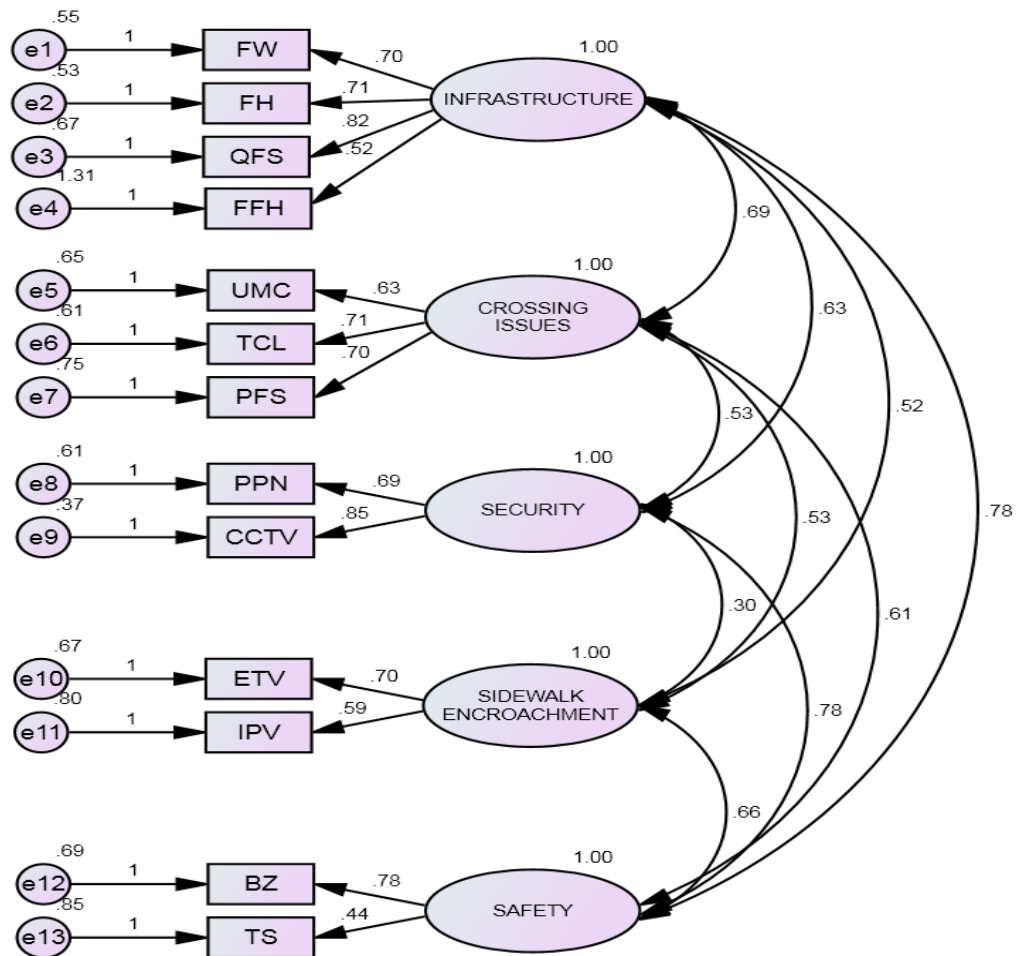 .55
e1
1
FW
.70
1.00
INFRASTRUCTURE
.53
e2
1
FH
.71
.67
e3
1
QFS
.82
1.31
e4
1
FFH
.52
.69
.65
e5
1
UMC
.63
1.00
CROSSING
ISSUES
.61
e6
1
TCL
.71
.75
e7
1
PFS
.70
.63
.52
.53
.61
e8
1
PPN
.69
1.00
SECURITY
.37
e9
1
CCTV
.85
.53
.78
.30
.61
.67
e10
1
ETV
.70
1.00
SIDEWALK
ENCROACHMENT
.80
e11
1
IPV
.59
.78
.66
.69
e12
1
BZ
.78
1.00
SAFETY
.85
e13
1
TS
.44